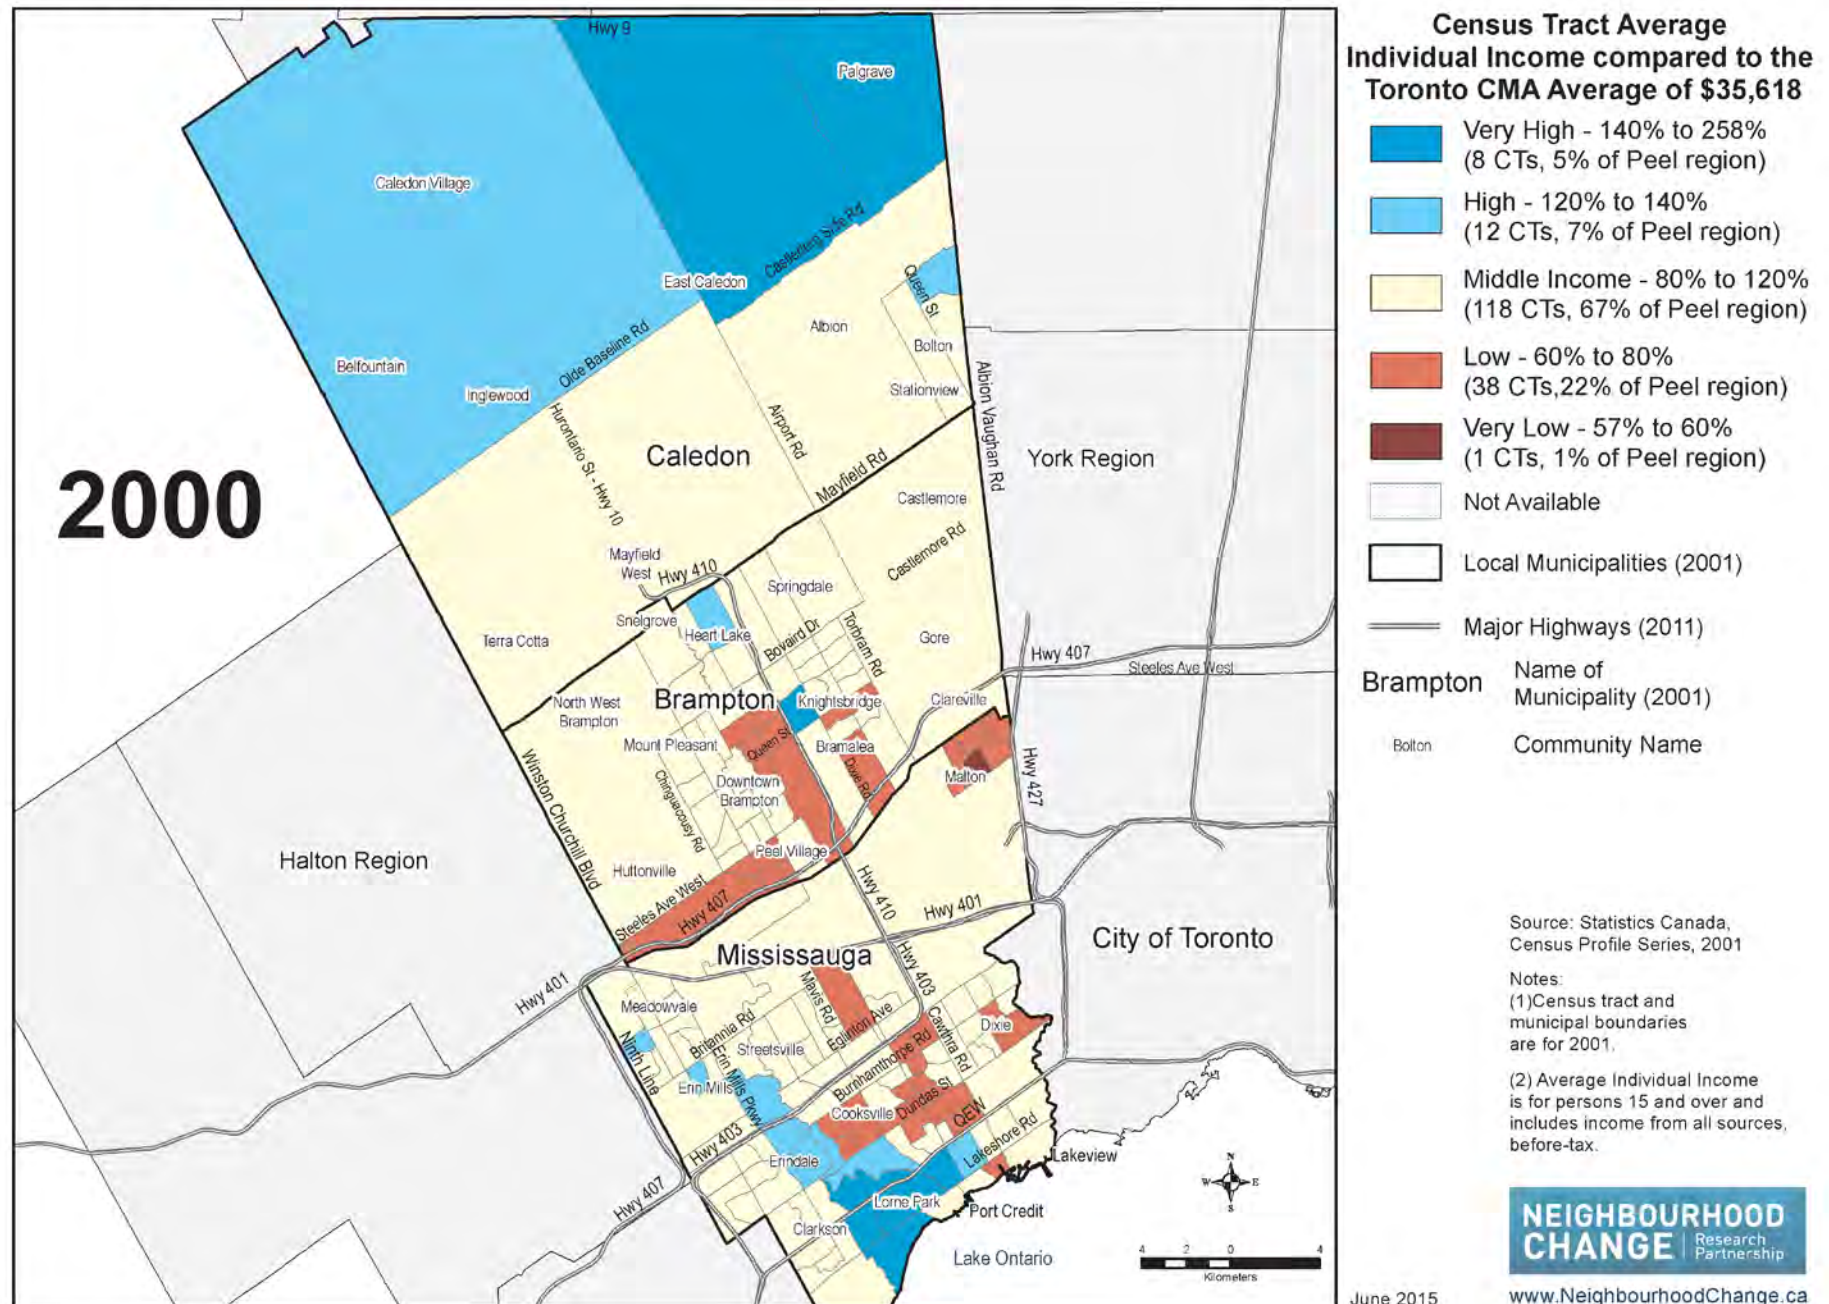 Census Tract Average
Individual Income compared to the
Toronto CMA Average of $35,618
Very High - 140% to 258%
(8 CTs, 5% of Peel region)
High - 120% to 140%
(12 CTs, 7% of Peel region)
Middle Income - 80% to 120%
(118 CTs, 67% of Peel region)
Low - 60% to 80%
(38 CTs,22% of Peel region)
Very Low - 57% to 60%
(1 CTs, 1% of Peel region)
Not Available
Local Municipalities (2001)
Major Highways (2011)
Brampton
Name of
Municipality (2001)
Bolton
Community Name
Source: Statistics Canada,
Census Profile Series, 2001
Notes:
(1)Census tract and
municipal boundaries
are for 2001.
(2) Average Individual Income
is for persons 15 and over and
includes income from all sources,
before-tax.
NEIGHBOURHOOD
CHANGE
Research
Partnership
June 2015
www.NeighbourhoodChange.ca
2000
Hwy 9
Palgrave
Caledon Village
Castlederg Side Rd
East Caledon
Queen St
Albion
Bolton
Olde Baseline Rd
Belfountain
Inglewood
Stationview
Albion Vaughan Rd
Hurontario St - Hwy 10
Airport Rd
Caledon
Mayfield Rd
York Region
Castlemore
Castlemore Rd
Mayfield
West
Hwy 410
Springdale
Snelgrove
Heart Lake
Terra Cotta
Bovaird Dr
Torbram Rd
Gore
Hwy 407
Steeles Ave West
North West
Brampton
Brampton
Knightsbridge
Clareville
Mount Pleasant
Queen St
Bramalea
Dixie Rd
Malton
Hwy 427
Winston Churchill Blvd
Chinguacousy Rd
Downtown
Brampton
Halton Region
Huttonville
Peel Village
Steeles Ave West
Hwy 407
Hwy 410
Hwy 401
City of Toronto
Mississauga
Hwy 401
Hwy 403
Meadowvale
Mavis Rd
Britannia Rd
Streetsville
Eglinton Ave
Cawthra Rd
Dixie
Ninth Line
Erin Mills
Erin Mills Pkwy
Burnhamthorpe Rd
Cooksville
Dundas St
QEW
Hwy 403
Erindale
Lakeshore Rd
Lakeview
Hwy 407
Lorne Park
Port Credit
Clarkson
Lake Ontario
N
W
E
S
4 2 0 4
Kilometers